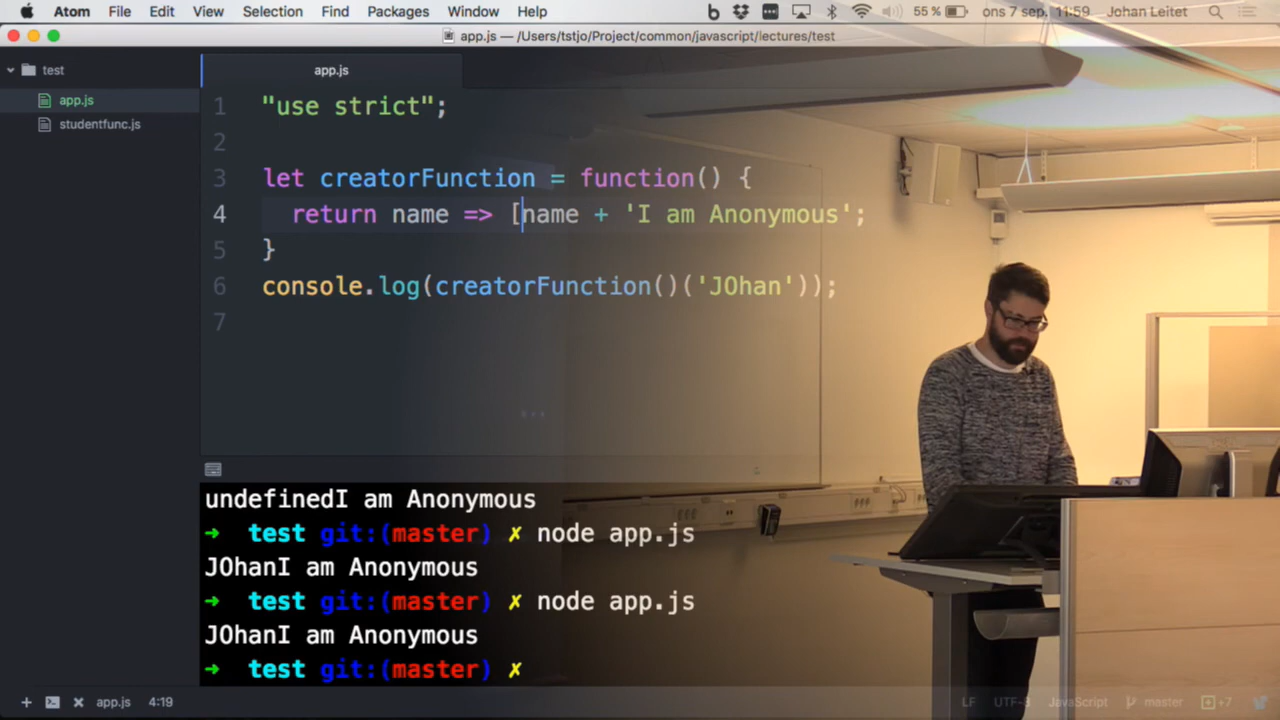 Atom File Edit View Selection Find Packages Window Help 55 % ons 7 sep. 11:59 Johan Leitet
app.js — /Users/tstjo/Project/common/javascript/lectures/test
test
app.js
studentfunc.js
app.js
1 "use strict";
2
3 let creatorFunction = function() {
4 return name => [name + 'I am Anonymous';
5 }
6 console.log(creatorFunction()('JOhan'));
7
undefinedI am Anonymous
➜ test git:(master) ✗ node app.js
JOhanI am Anonymous
➜ test git:(master) ✗ node app.js
JOhanI am Anonymous
➜ test git:(master) ✗
app.js 4:19 LF UTF-8 JavaScript master +7